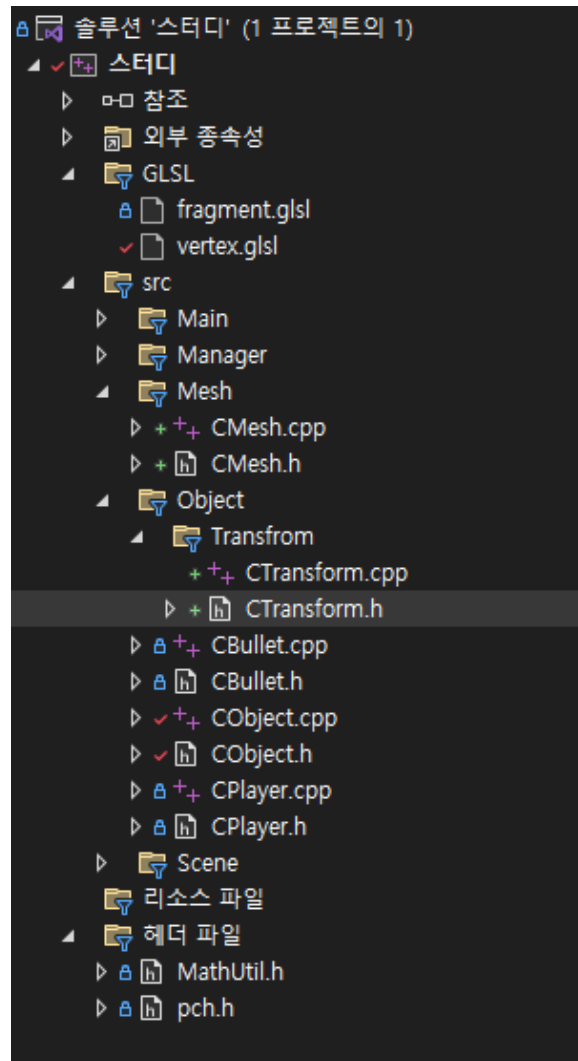 솔루션 '스터디' (1 프로젝트의 1)
스터디
참조
외부 종속성
GLSL
fragment.glsl
vertex.glsl
src
Main
Manager
Mesh
CMesh.cpp
CMesh.h
Object
Transfrom
CTransform.cpp
CTransform.h
CBullet.cpp
CBullet.h
CObject.cpp
CObject.h
CPlayer.cpp
CPlayer.h
Scene
리소스 파일
헤더 파일
MathUtil.h
pch.h